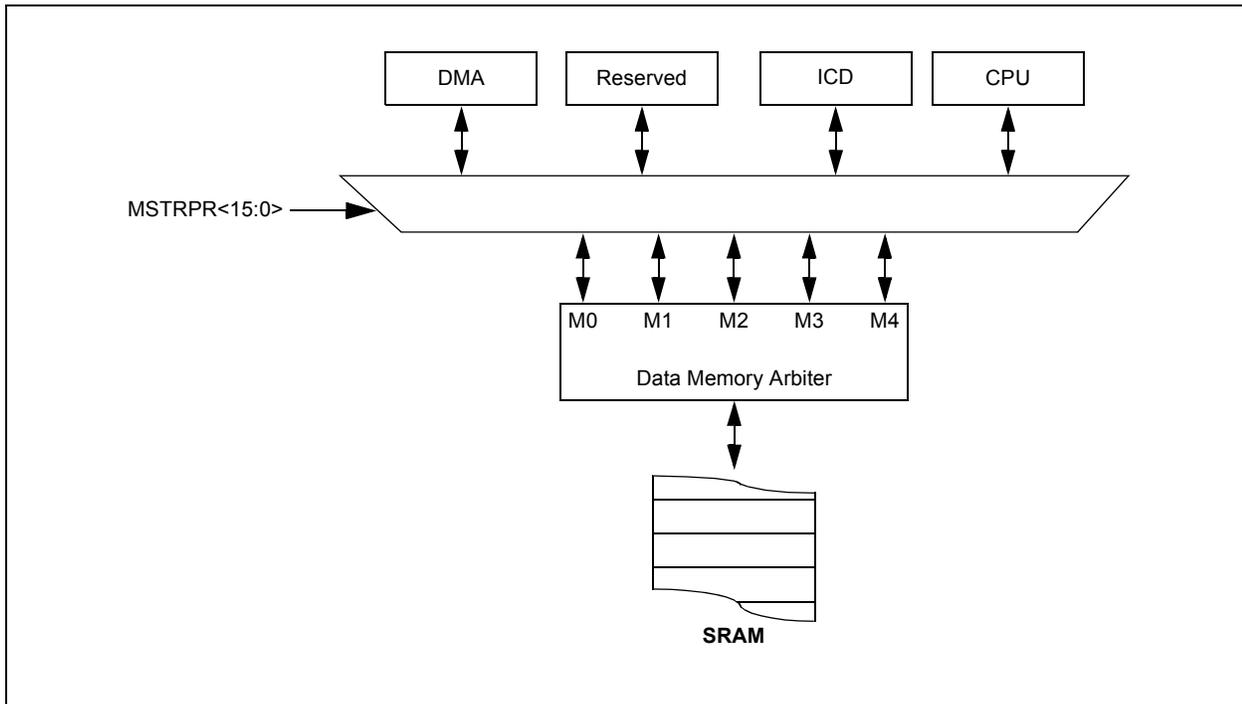 DMA
Reserved
ICD
CPU
MSTRPR<15:0>
M0
M1
M2
M3
M4
Data Memory Arbiter
SRAM